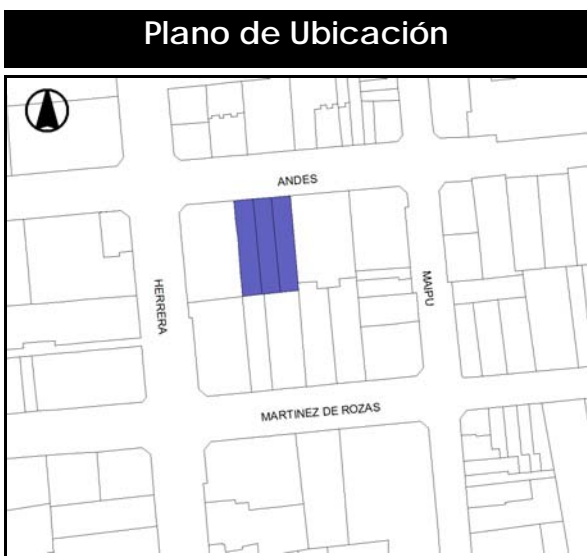 Plano de Ubicación
ANDES
HERRERA
MAIPU
MARTINEZ DE ROZAS